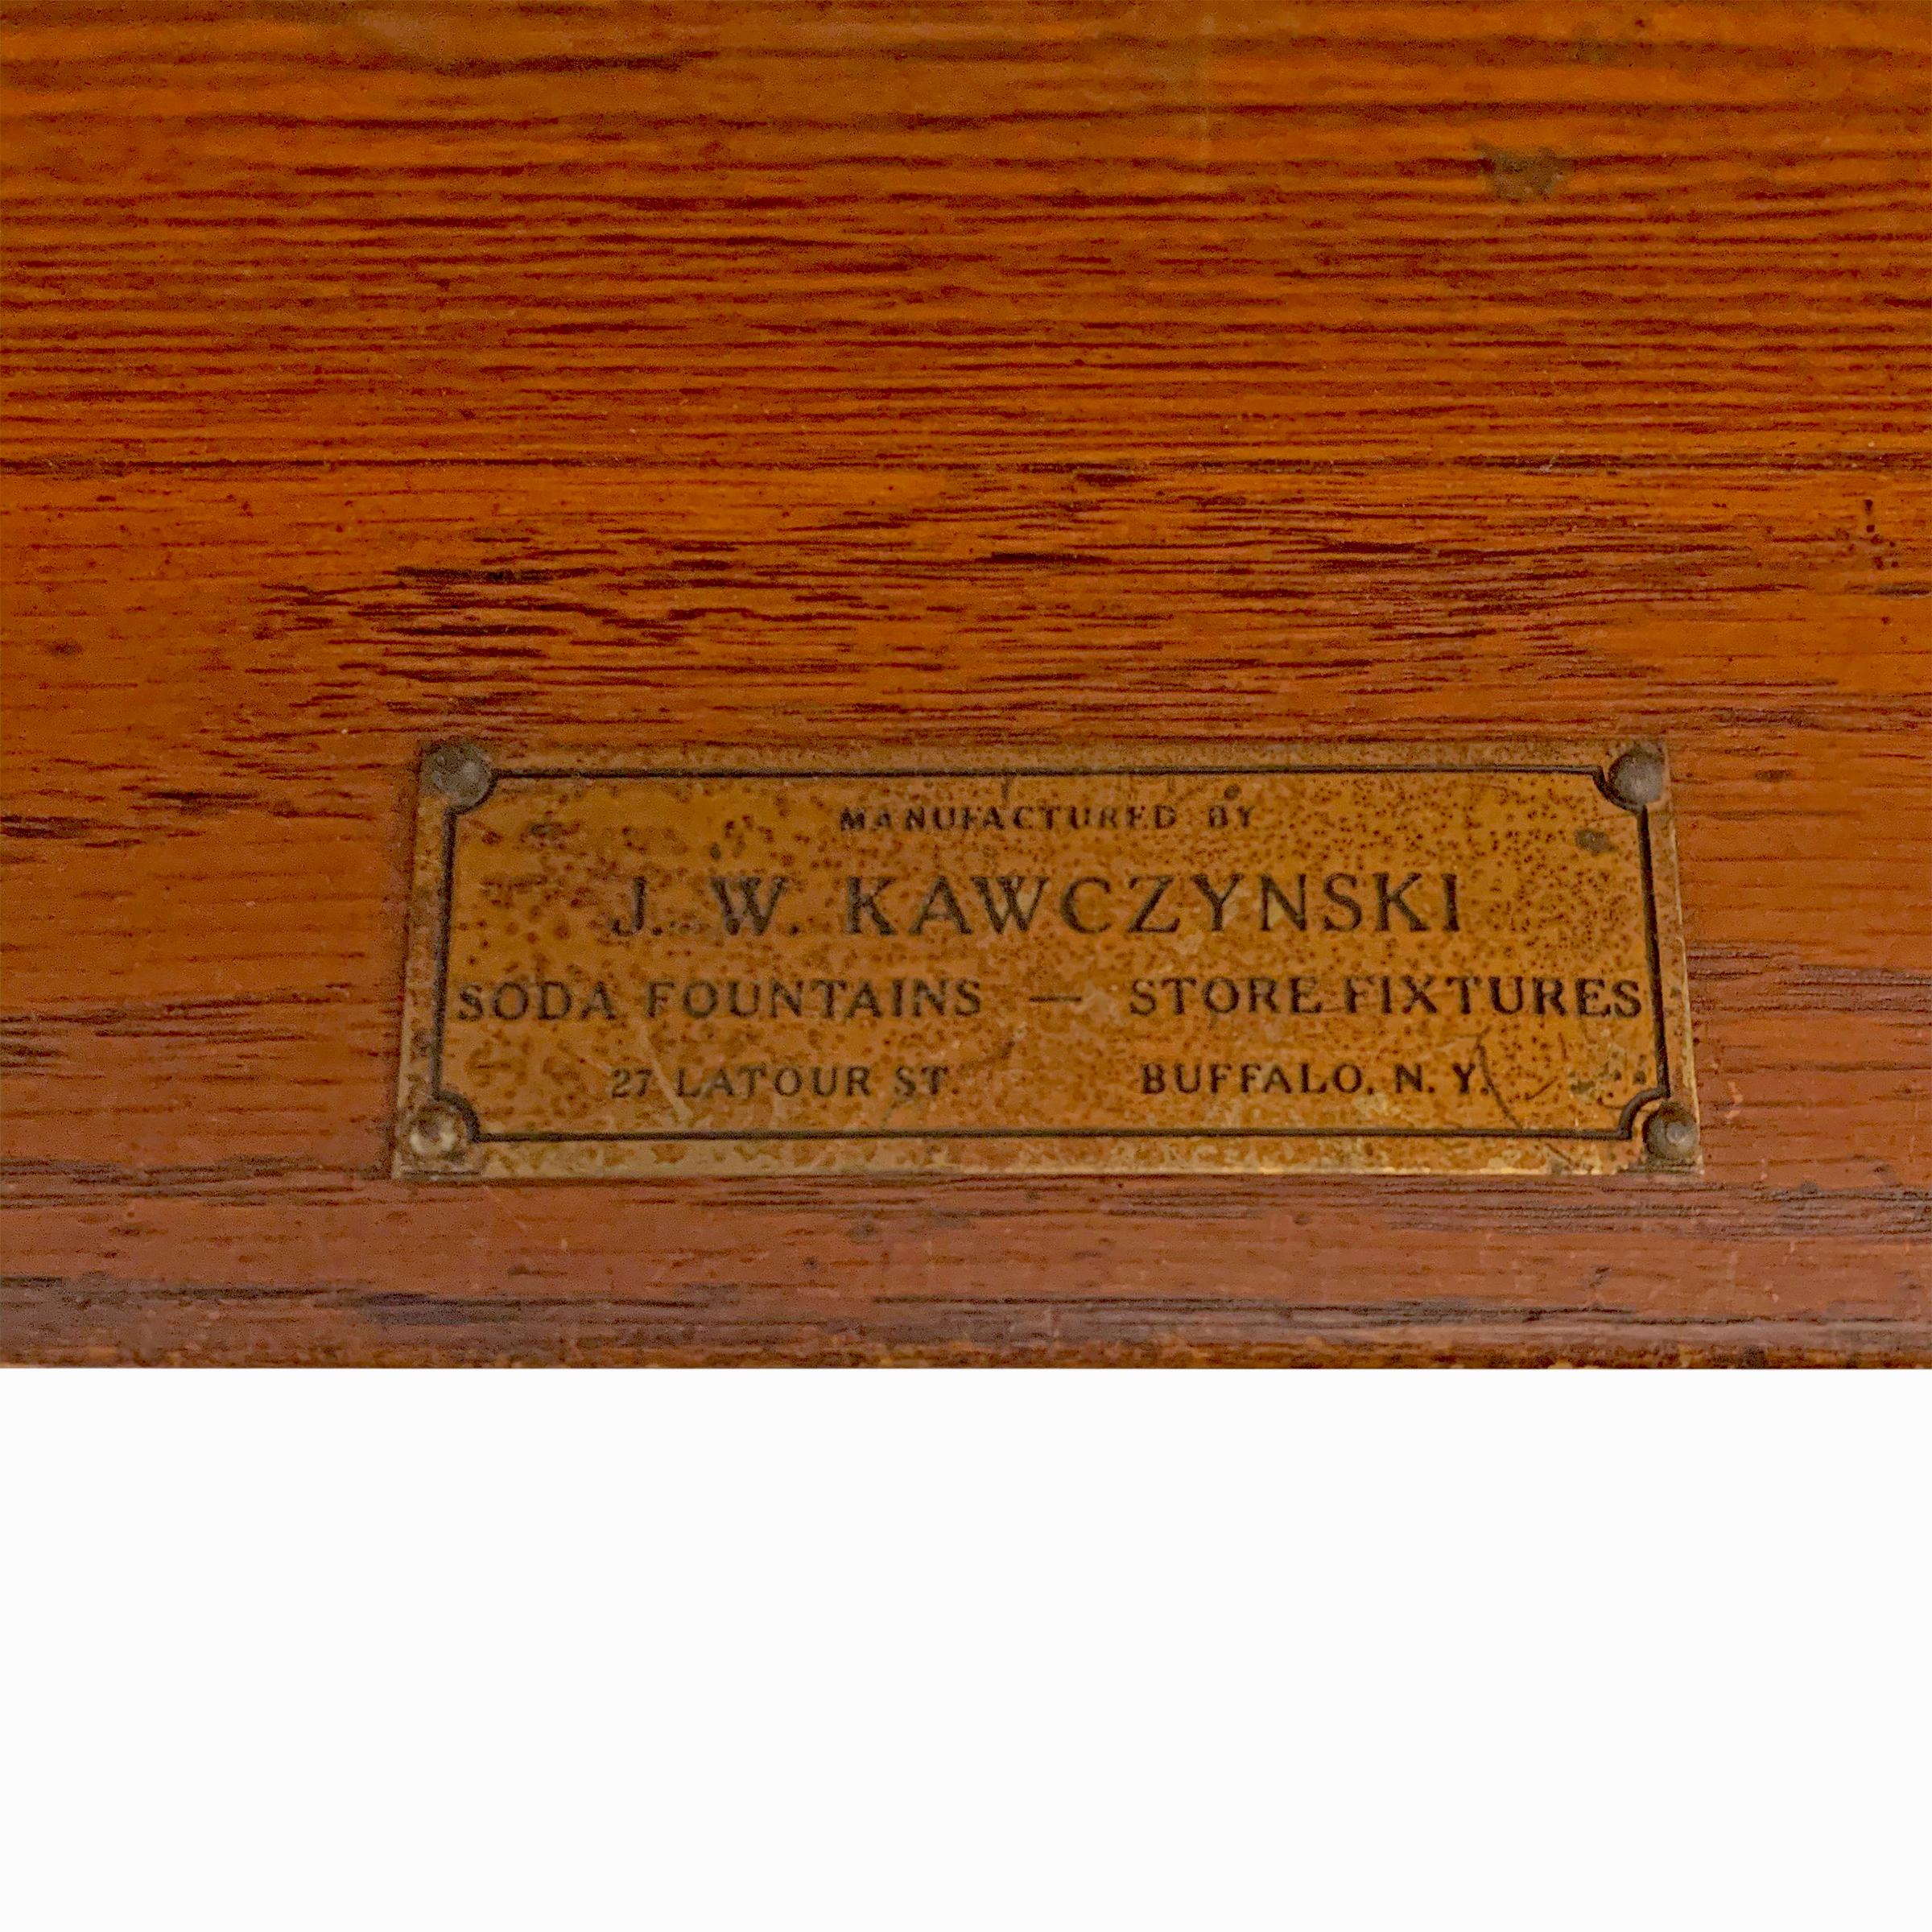 MANUFACTURED BY
J. W. KAWCZYNSKI
SODA FOUNTAINS — STORE FIXTURES
27 LATOUR ST. BUFFALO, N. Y.